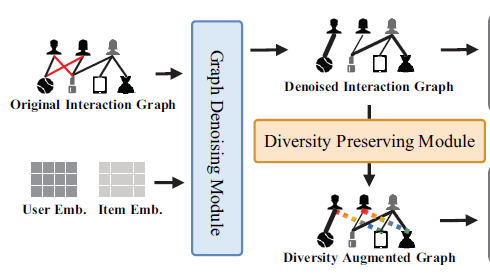 Original Interaction Graph
User Emb. Item Emb.
Graph Denoising Module
Denoised Interaction Graph
Diversity Preserving Module
Diversity Augmented Graph